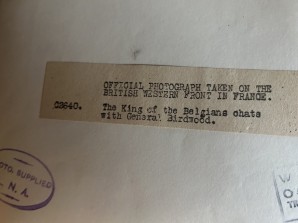 OFFICIAL PHOTOGRAPH TAKEN ON THE
BRITISH WESTERN FRONT IN FRANCE.
C3640. The King of the Belgians chats
with General Birdwood.
SUPPLIED
N. A.